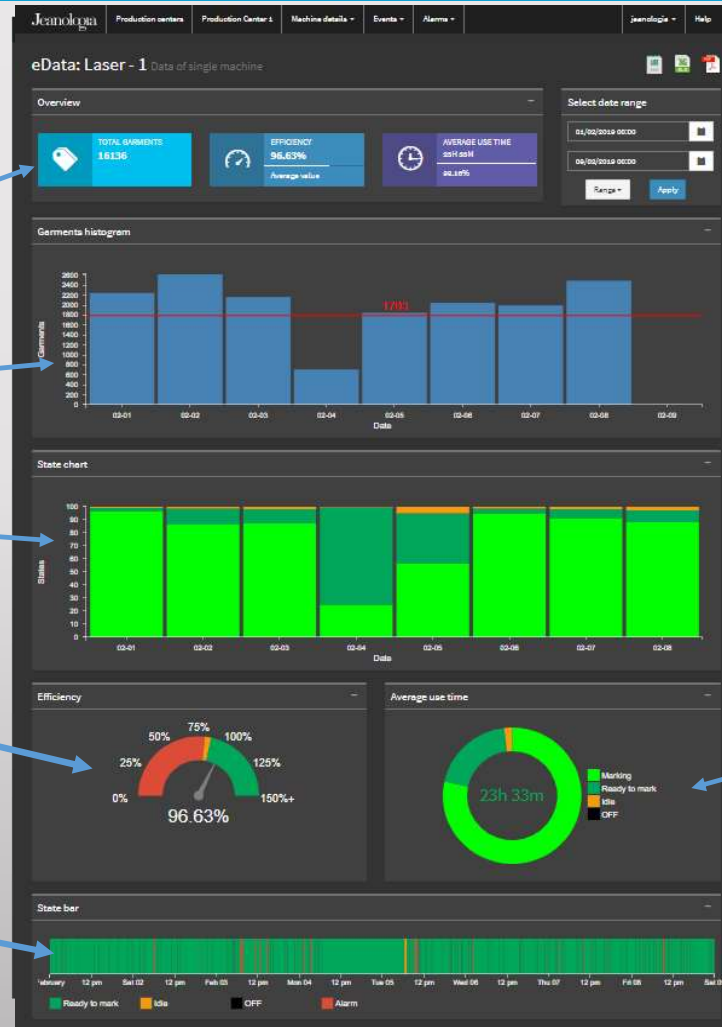 Jeanologia Production centers Production Center 1 Machine details Events Alarms jeanologia Help
eData: Laser - 1 Data of single machine
Overview
Select date range
TOTAL GARMENTS
16136
EFFICIENCY
96.63%
Average value
AVERAGE USE TIME
01/02/2019 00:00
09/02/2019 00:00
Range Apply
Garments histogram
2600
2400
2200
2000
1800
1600
1400
1200
1000
800
600
400
200
0
Garments
1793
02-01 02-02 02-03 02-04 02-05 02-06 02-07 02-08 02-09
Date
State chart
100
90
80
70
60
50
40
30
20
10
0
States
02-01 02-02 02-03 02-04 02-05 02-06 02-07 02-08
Date
Efficiency
0% 25% 50% 75% 100% 125% 150%+
96.63%
Average use time
23h 33m
Marking
Ready to mark
Idle
OFF
State bar
12 pm Sat 02 12 pm Feb 03 12 pm Mon 04 12 pm Tue 05 12 pm Wed 06 12 pm Thu 07 12 pm Fri 08 12 pm
Ready to mark Idle OFF Alarm